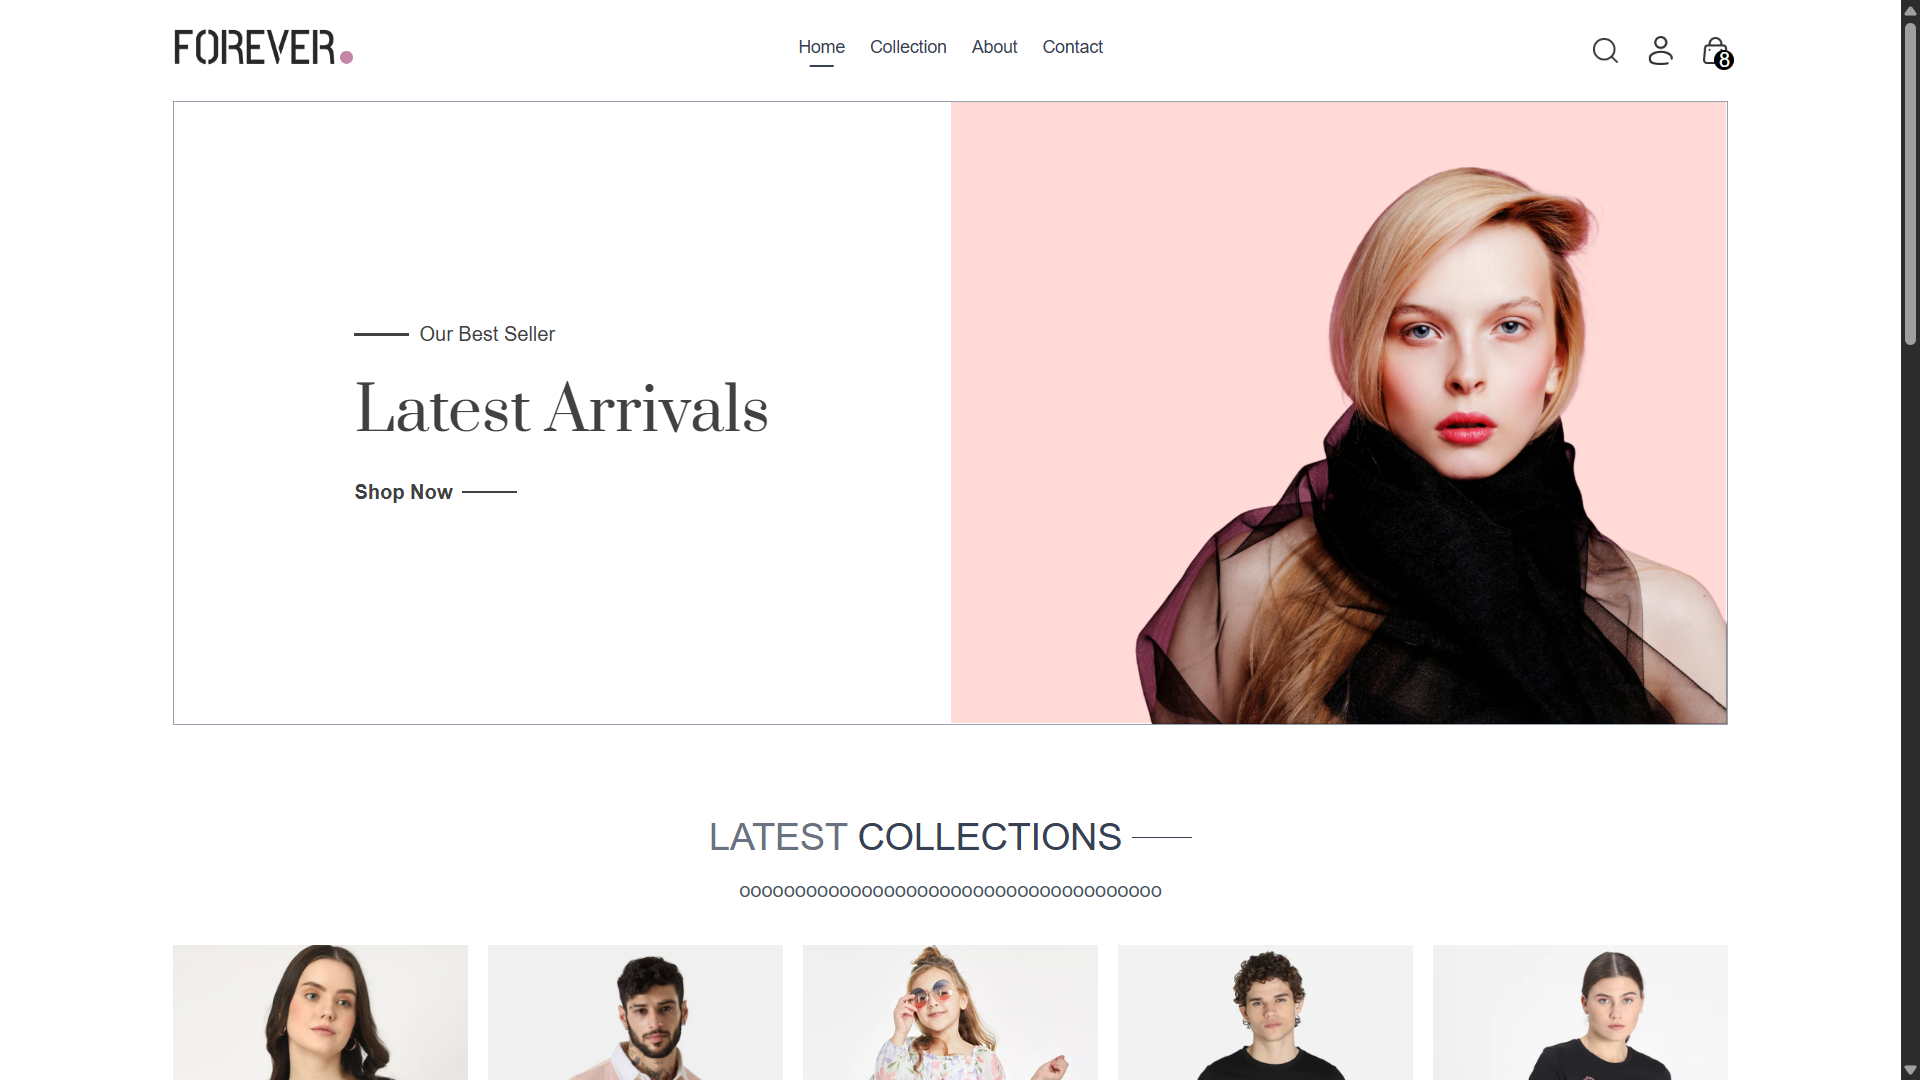 FOREVER.
Home Collection About Contact
8
Our Best Seller
Latest Arrivals
Shop Now
LATEST COLLECTIONS
oooooooooooooooooooooooooooooooooooooo